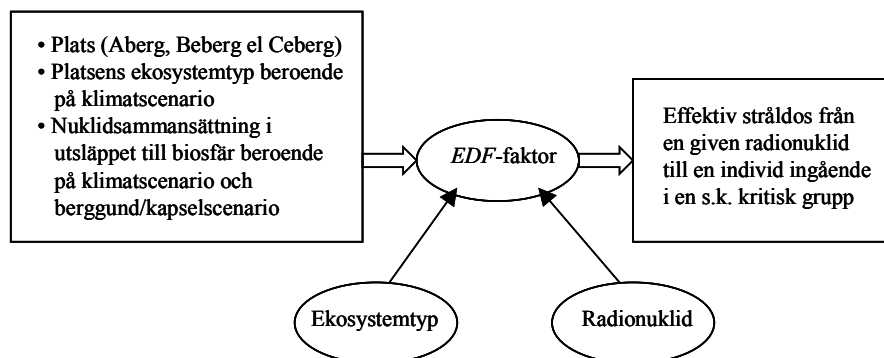 • Plats (Aberg, Beberg el Ceberg)
• Platsens ekosystemtyp beroende
på klimatscenario
• Nuklidsammansättning i
utsläppet till biosfär beroende
på klimatscenario och
berggund/kapselscenario
EDF-faktor
Effektiv stråldos från
en given radionuklid
till en individ ingående
i en s.k. kritisk grupp
Ekosystemtyp
Radionuklid